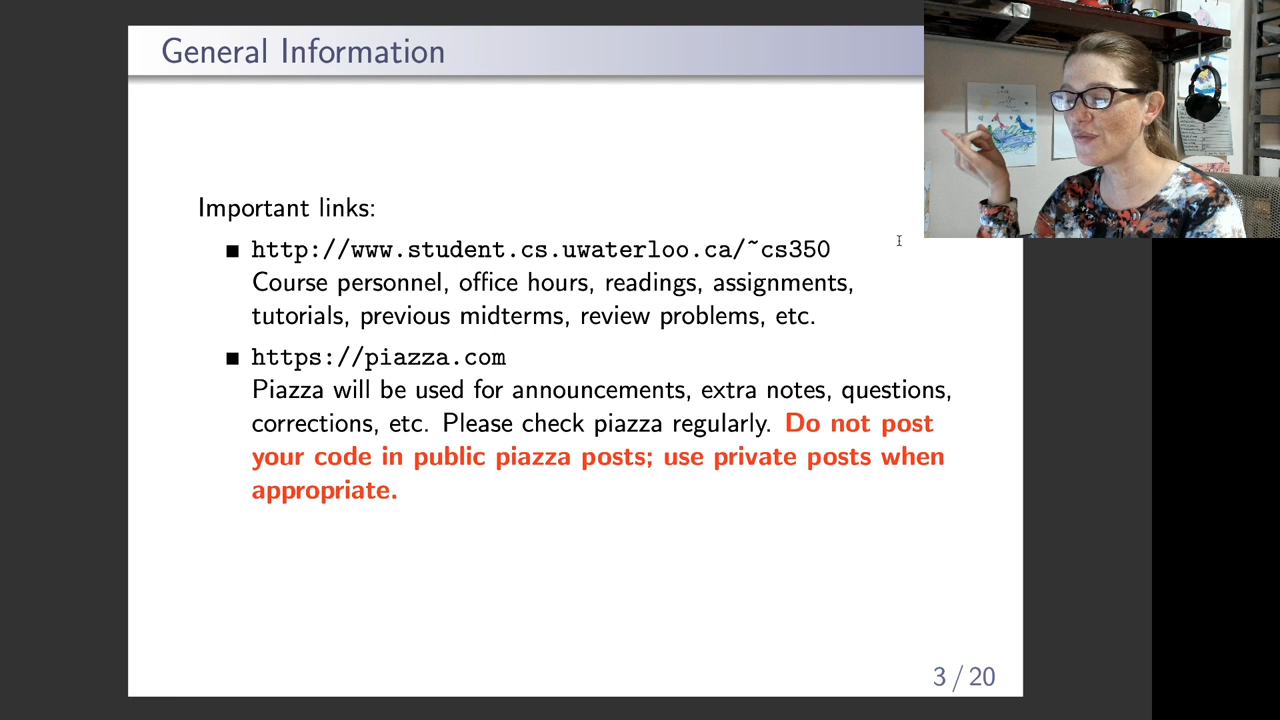 General Information
Important links:
■ http://www.student.cs.uwaterloo.ca/~cs350
Course personnel, office hours, readings, assignments,
tutorials, previous midterms, review problems, etc.
■ https://piazza.com
Piazza will be used for announcements, extra notes, questions,
corrections, etc. Please check piazza regularly. Do not post
your code in public piazza posts; use private posts when
appropriate.
3 / 20